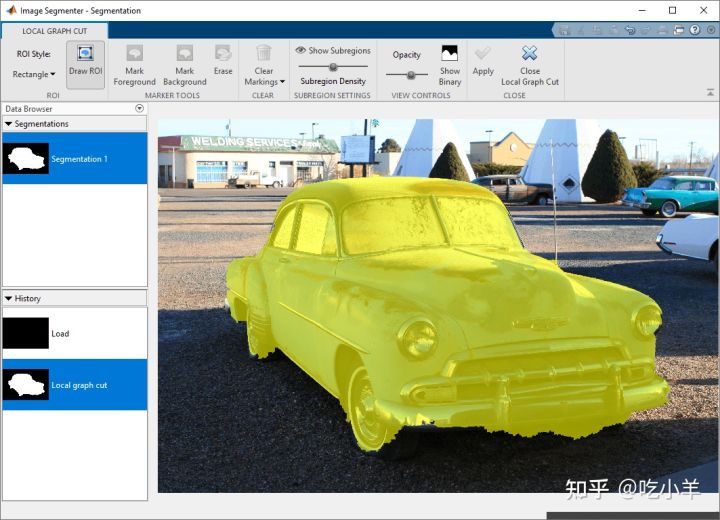 Image Segmenter - Segmentation
LOCAL GRAPH CUT
ROI Style:
Rectangle
Draw ROI
Mark Foreground
Mark Background
Erase
Clear Markings
Show Subregions
Subregion Density
Opacity
Show Binary
Apply
Close Local Graph Cut
ROI
MARKER TOOLS
CLEAR
SUBREGION SETTINGS
VIEW CONTROLS
CLOSE
Data Browser
Segmentations
Segmentation 1
History
Load
Local graph cut
WELDING SERVICES
知乎 @吃小羊